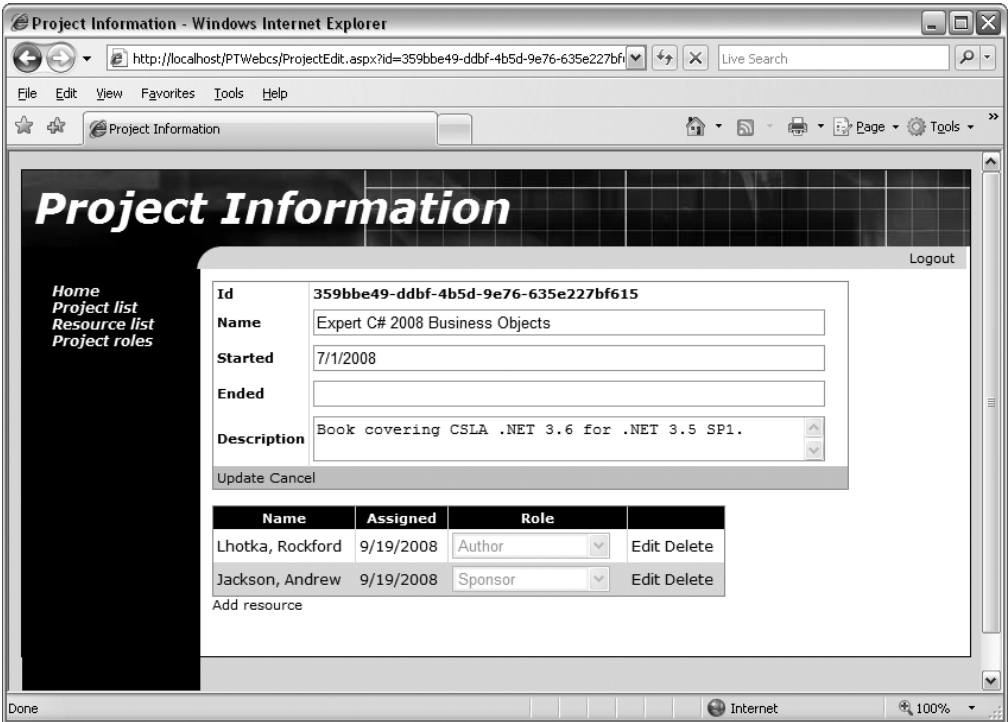 Project Information - Windows Internet Explorer
http://localhost/PTWebcs/ProjectEdit.aspx?id=359bbe49-ddbf-4b5d-9e76-635e227bf
Live Search
File Edit View Favorites Tools Help
Project Information
Page Tools »
Project Information
Logout
Home
Project list
Resource list
Project roles
Id 359bbe49-ddbf-4b5d-9e76-635e227bf615
Name Expert C# 2008 Business Objects
Started 7/1/2008
Ended
Description Book covering CSLA .NET 3.6 for .NET 3.5 SP1.
Update Cancel
Name Assigned Role
Lhotka, Rockford 9/19/2008 Author Edit Delete
Jackson, Andrew 9/19/2008 Sponsor Edit Delete
Add resource
Done Internet 100%